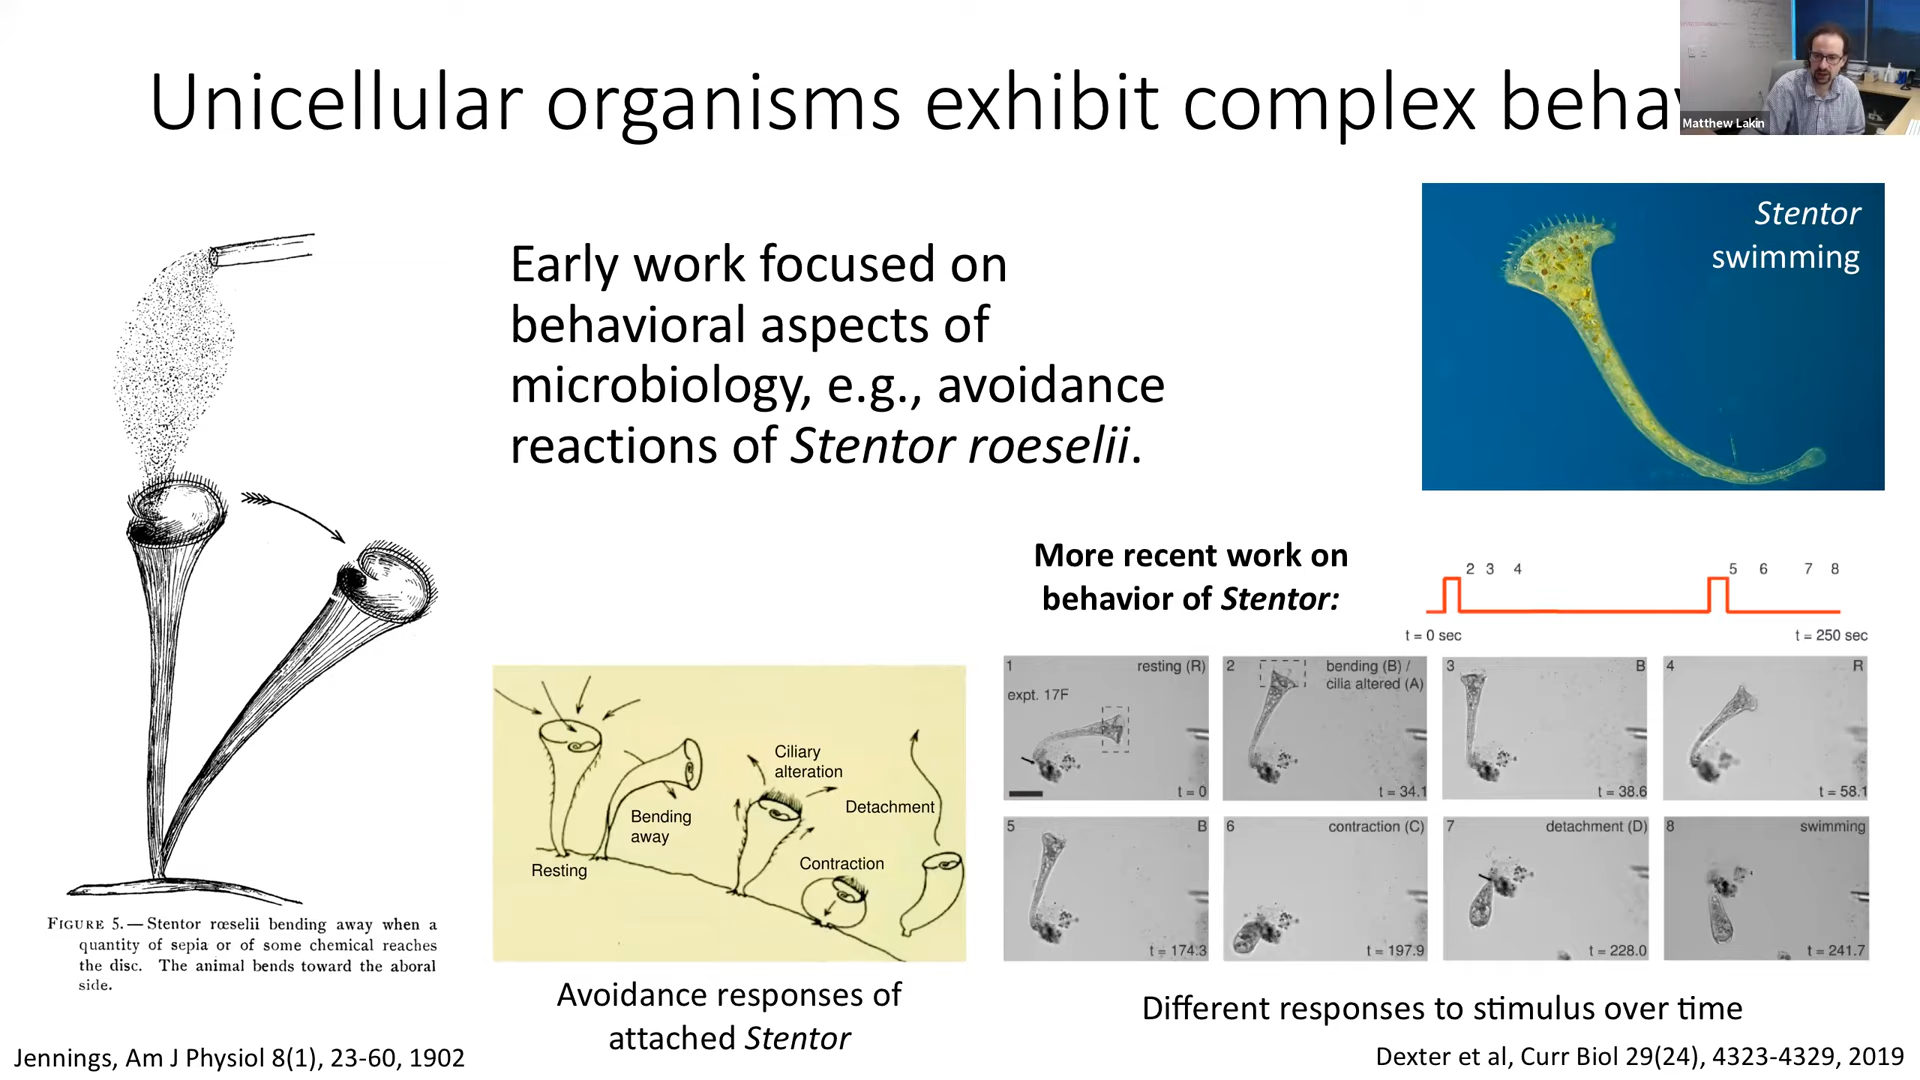 Unicellular organisms exhibit complex
Matthew Lakin
Stentor
swimming
Early work focused on
behavioral aspects of
microbiology, e.g., avoidance
reactions of Stentor roeselii.
FIGURE 5.—Stentor rœselii bending away when a
quantity of sepia or of some chemical reaches
the disc. The animal bends toward the aboral
side.
Jennings, Am J Physiol 8(1), 23-60, 1902
Resting
Bending
away
Ciliary
alteration
Contraction
Detachment
Avoidance responses of
attached Stentor
More recent work on
behavior of Stentor:
2 3 4 5 6 7 8
t = 0 sec t = 250 sec
1 resting (R)
expt. 17F
t = 0
2 bending (B) /
cilia altered (A)
t = 34.1
3 B
t = 38.6
4 R
t = 58.1
5 B
t = 174.3
6 contraction (C)
t = 197.9
7 detachment (D)
t = 228.0
8 swimming
t = 241.7
Different responses to stimulus over time
Dexter et al, Curr Biol 29(24), 4323-4329, 2019